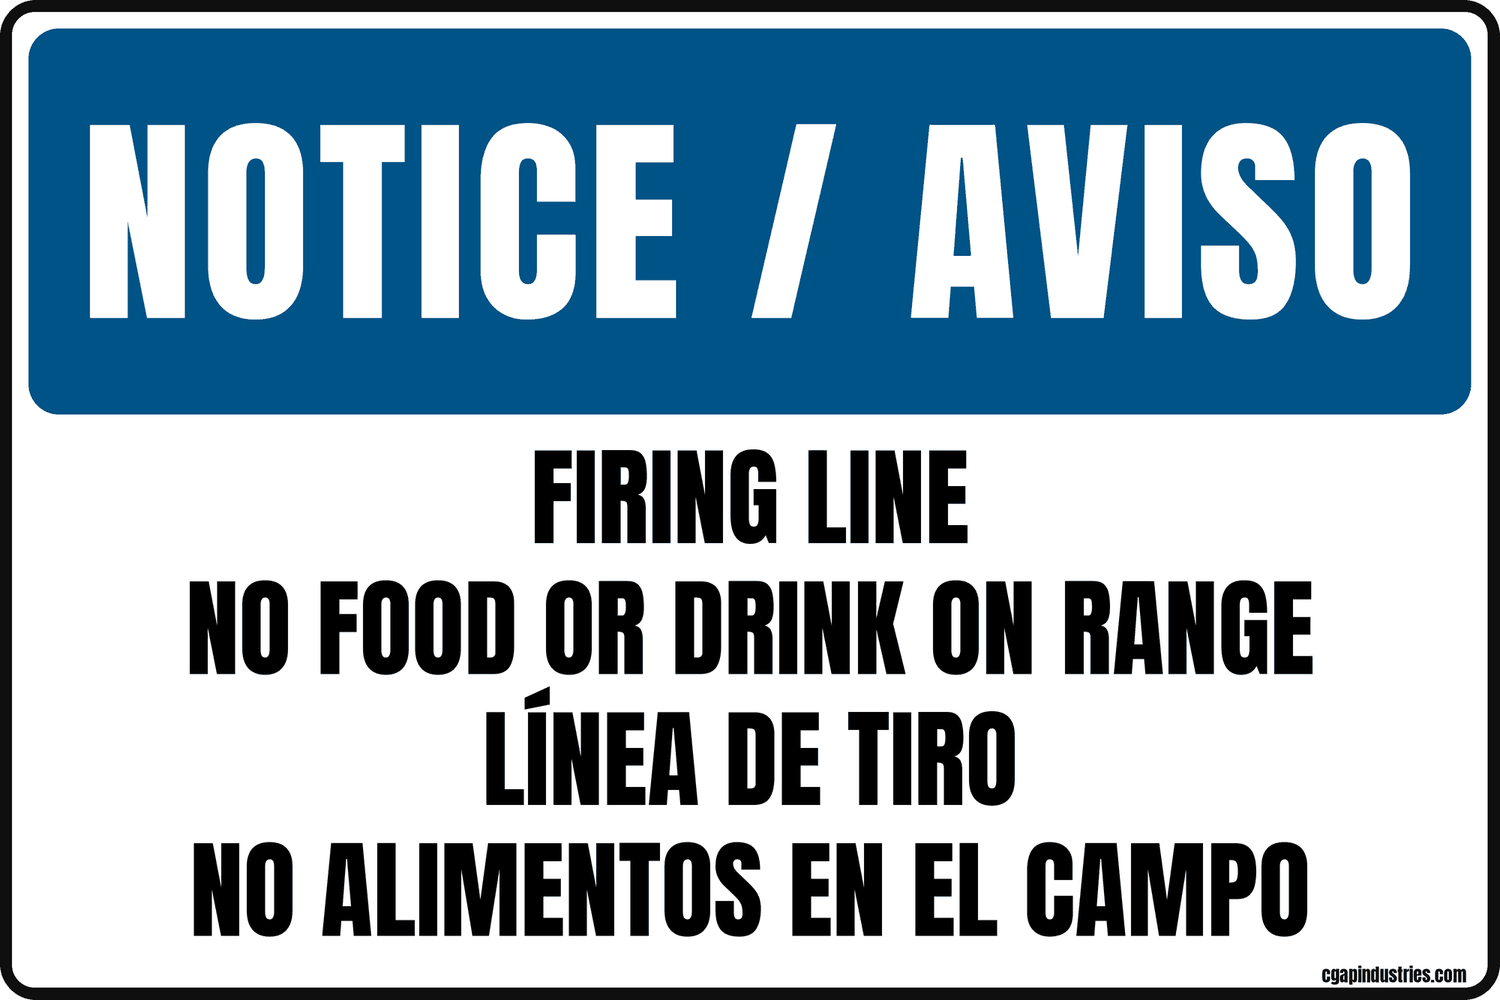 NOTICE / AVISO
FIRING LINE
NO FOOD OR DRINK ON RANGE
LÍNEA DE TIRO
NO ALIMENTOS EN EL CAMPO
cgapindustries.com